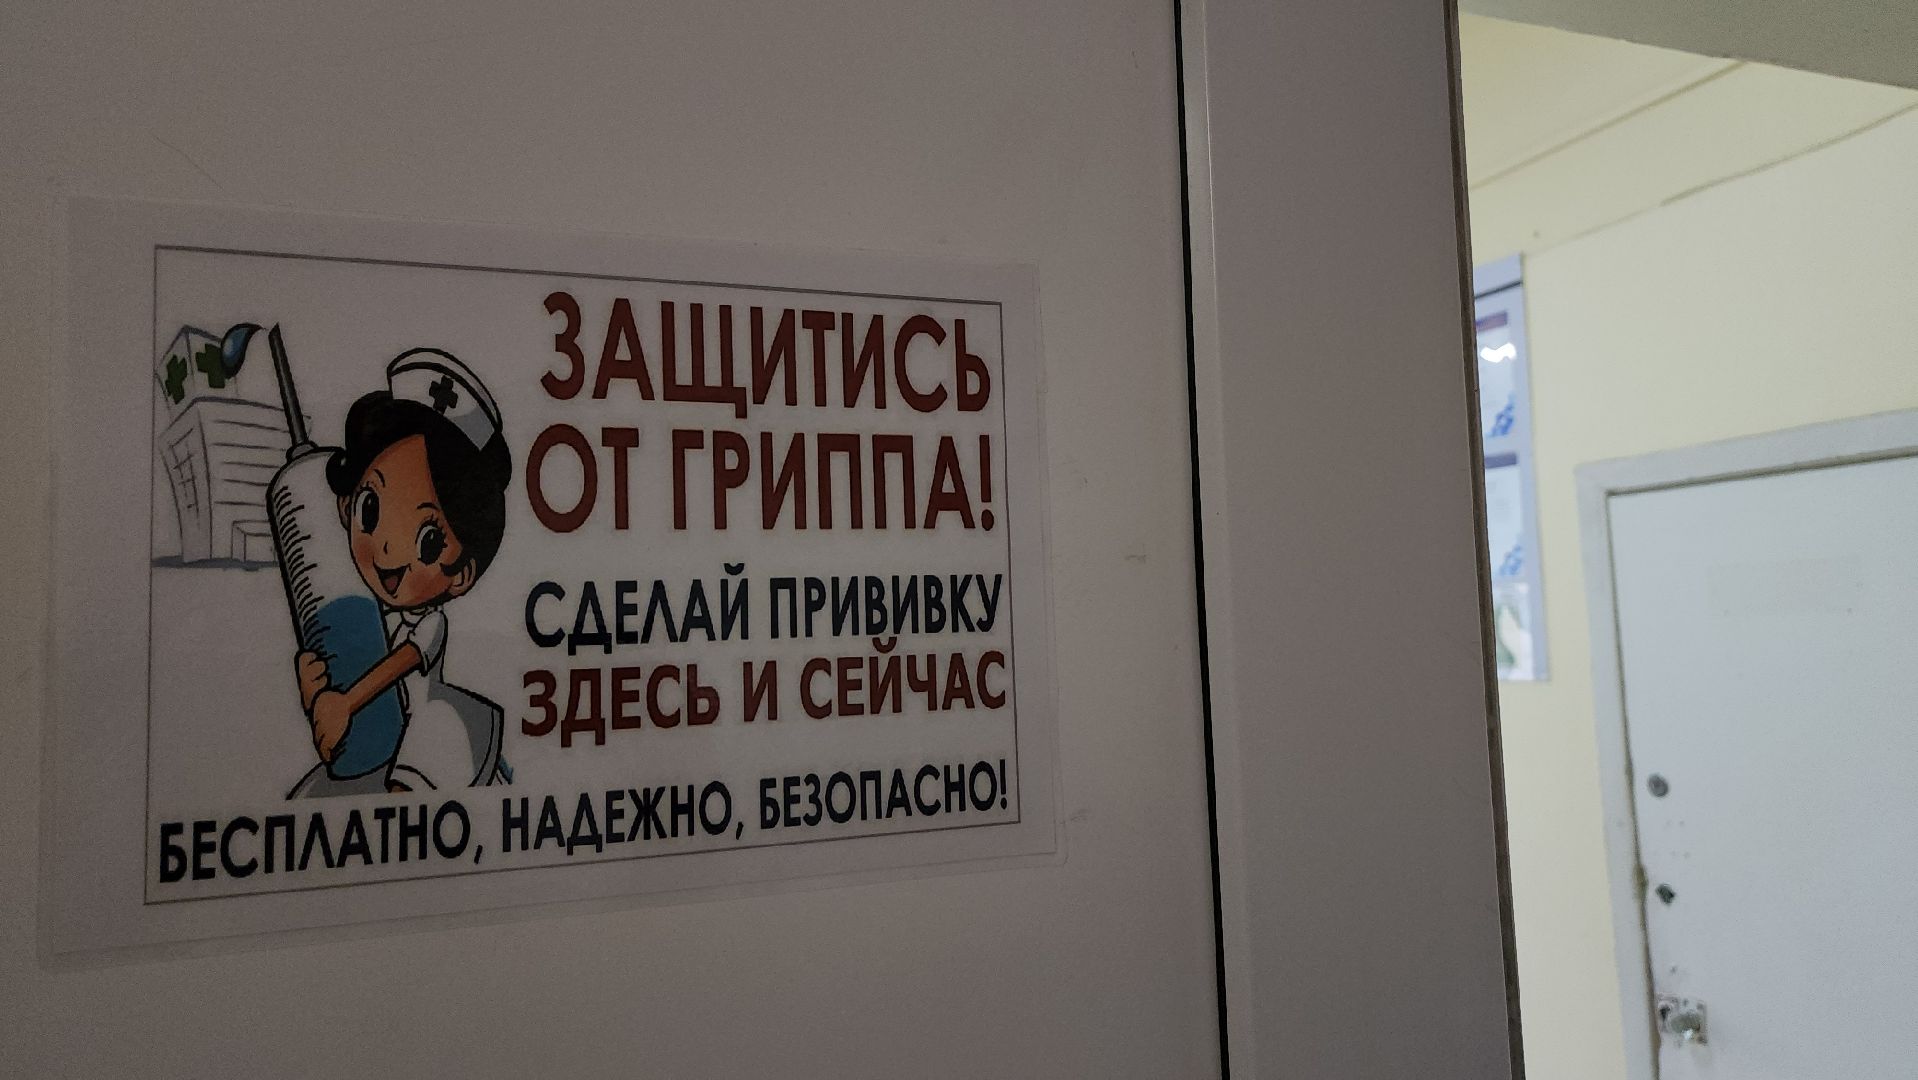 ЗАЩИТИСЬ
ОТ ГРИППА!
СДЕЛАЙ ПРИВИВКУ
ЗДЕСЬ И СЕЙЧАС
БЕСПЛАТНО, НАДЕЖНО, БЕЗОПАСНО!